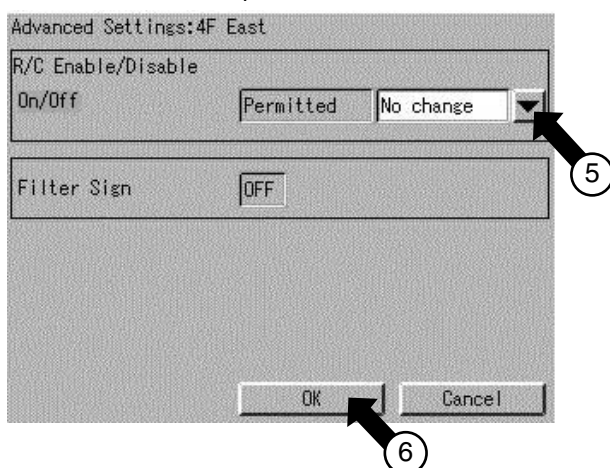 Advanced Settings:4F East
R/C Enable/Disable
On/Off Permitted No change
5
Filter Sign OFF
OK Cancel
6